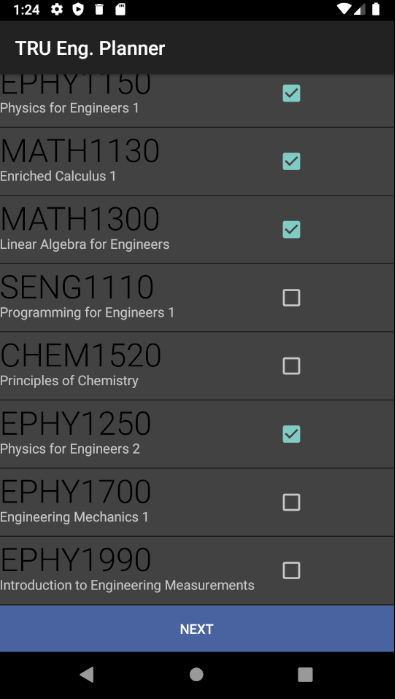 1:24
TRU Eng. Planner
EPHY1150
Physics for Engineers 1
MATH1130
Enriched Calculus 1
MATH1300
Linear Algebra for Engineers
SENG1110
Programming for Engineers 1
CHEM1520
Principles of Chemistry
EPHY1250
Physics for Engineers 2
EPHY1700
Engineering Mechanics 1
EPHY1990
Introduction to Engineering Measurements
NEXT